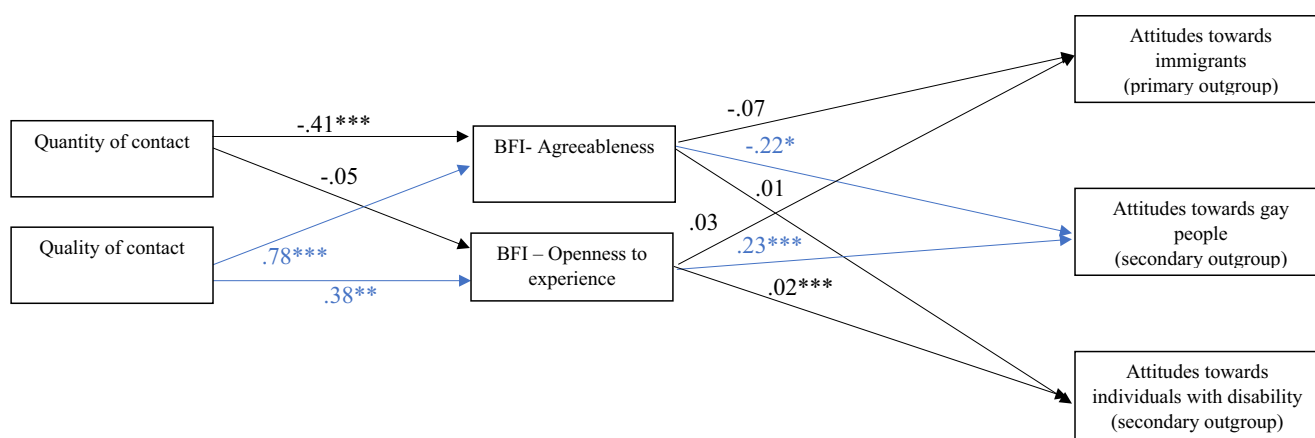 Attitudes towards
immigrants
(primary outgroup)
Quantity of contact
-.41***
BFI- Agreeableness
-.07
-.22*
-.05
.01
Quality of contact
.78***
.38**
BFI – Openness to
experience
.03
.23***
.02***
Attitudes towards gay
people
(secondary outgroup)
Attitudes towards
individuals with disability
(secondary outgroup)